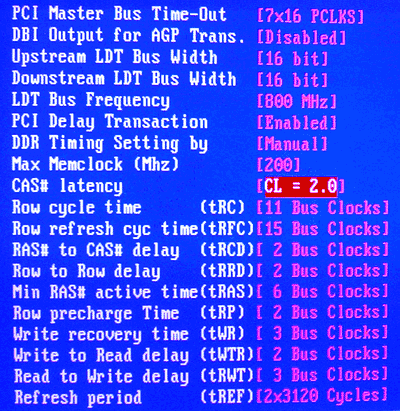 PCI Master Bus Time-Out [7x16 PCLKS]
DBI Output for AGP Trans. [Disabled]
Upstream LDT Bus Width [16 bit]
Downstream LDT Bus Width [16 bit]
LDT Bus Frequency [800 MHz]
PCI Delay Transaction [Enabled]
DDR Timing Setting by [Manual]
Max Memclock (Mhz) [200]
CAS# latency [CL = 2.0]
Row cycle time (tRC) [11 Bus Clocks]
Row refresh cyc time(tRFC)[15 Bus Clocks]
RAS# to CAS# delay (tRCD)[ 2 Bus Clocks]
Row to Row delay (tRRD)[ 2 Bus Clocks]
Min RAS# active time(tRAS)[ 6 Bus Clocks]
Row precharge Time (tRP) [ 2 Bus Clocks]
Write recovery time (tWR) [ 3 Bus Clocks]
Write to Read delay (tWTR)[ 2 Bus Clocks]
Read to Write delay (tRWT)[ 3 Bus Clocks]
Refresh period (tREF)[2x3120 Cycles]